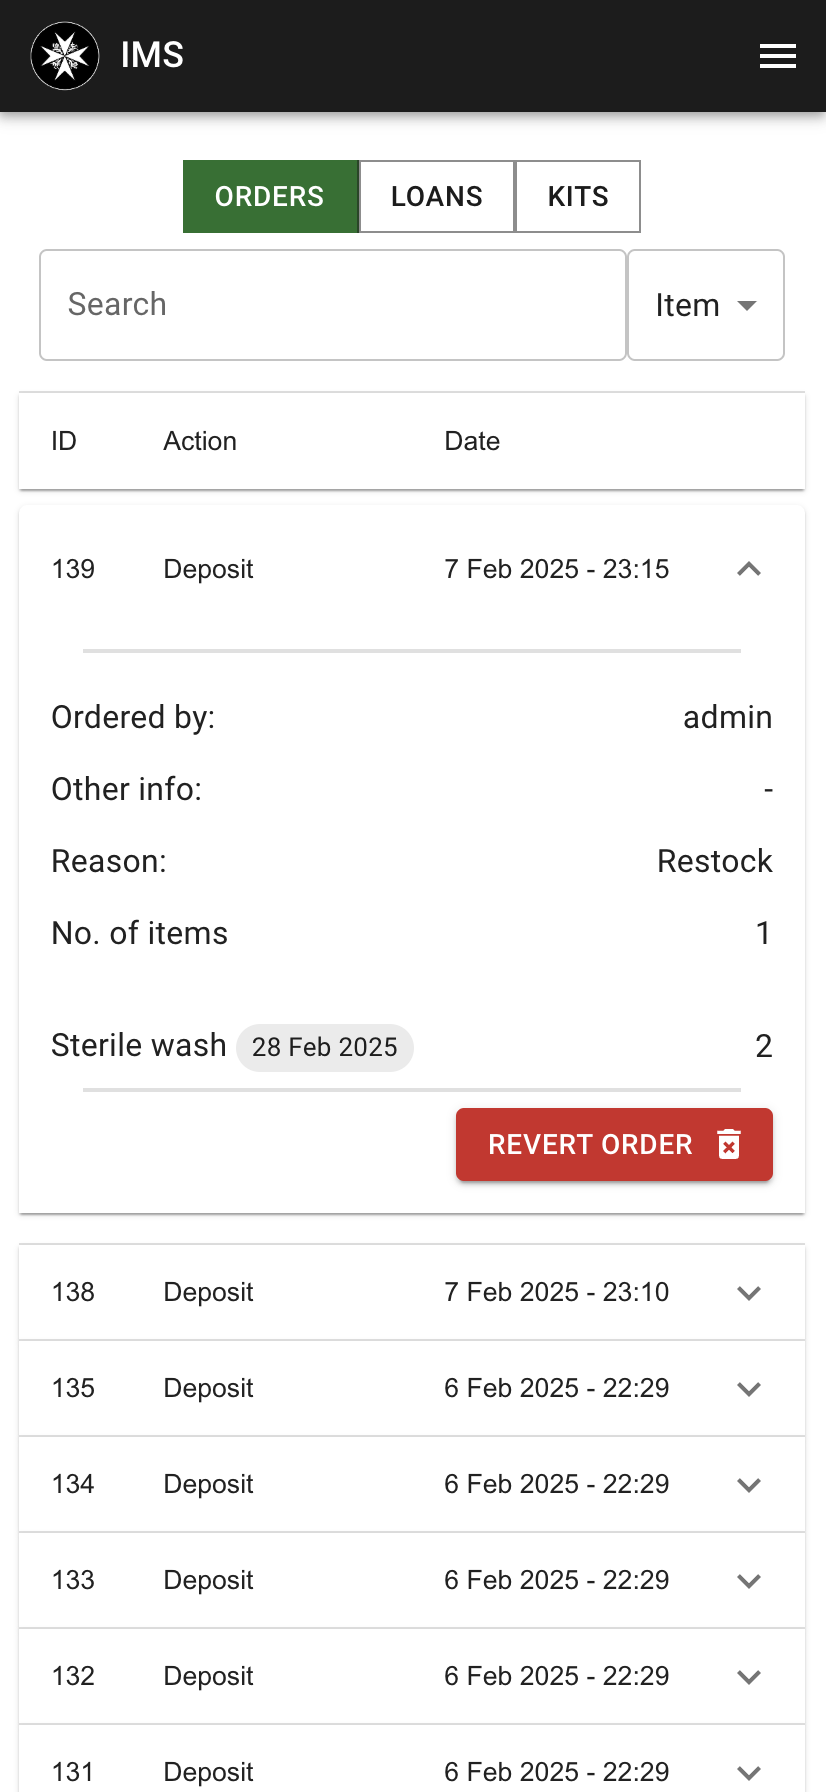 IMS
ORDERS LOANS KITS
Search Item
ID Action Date
139 Deposit 7 Feb 2025 - 23:15
Ordered by: admin
Other info: -
Reason: Restock
No. of items 1
Sterile wash 28 Feb 2025 2
REVERT ORDER
138 Deposit 7 Feb 2025 - 23:10
135 Deposit 6 Feb 2025 - 22:29
134 Deposit 6 Feb 2025 - 22:29
133 Deposit 6 Feb 2025 - 22:29
132 Deposit 6 Feb 2025 - 22:29
131 Deposit 6 Feb 2025 - 22:29